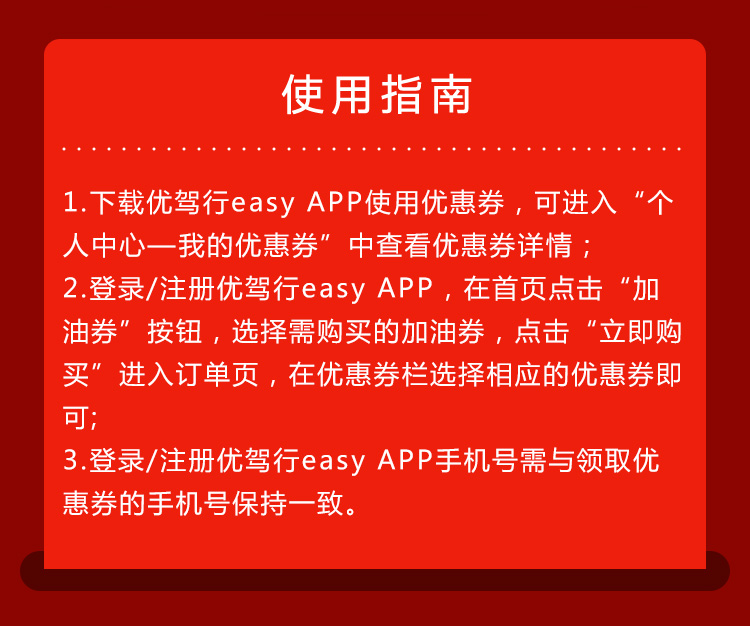 使用指南
1.下载优驾行easy APP使用优惠券，可进入“个
人中心—我的优惠券”中查看优惠券详情；
2.登录/注册优驾行easy APP，在首页点击“加
油券”按钮，选择需购买的加油券，点击“立即购
买”进入订单页，在优惠券栏选择相应的优惠券即
可;
3.登录/注册优驾行easy APP手机号需与领取优
惠券的手机号保持一致。